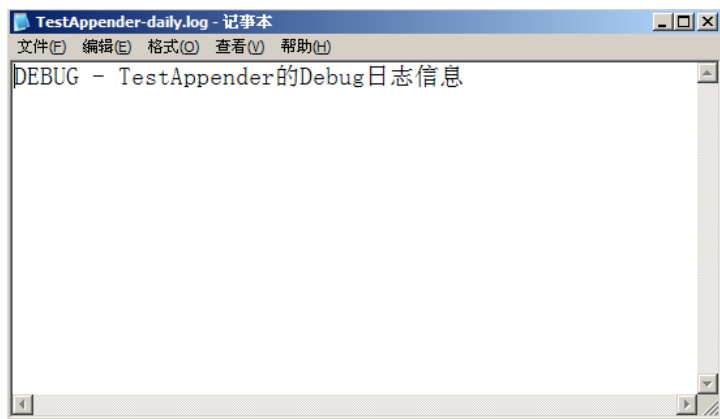 TestAppender-daily.log - 记事本
文件(F) 编辑(E) 格式(O) 查看(V) 帮助(H)
DEBUG - TestAppender的Debug日志信息